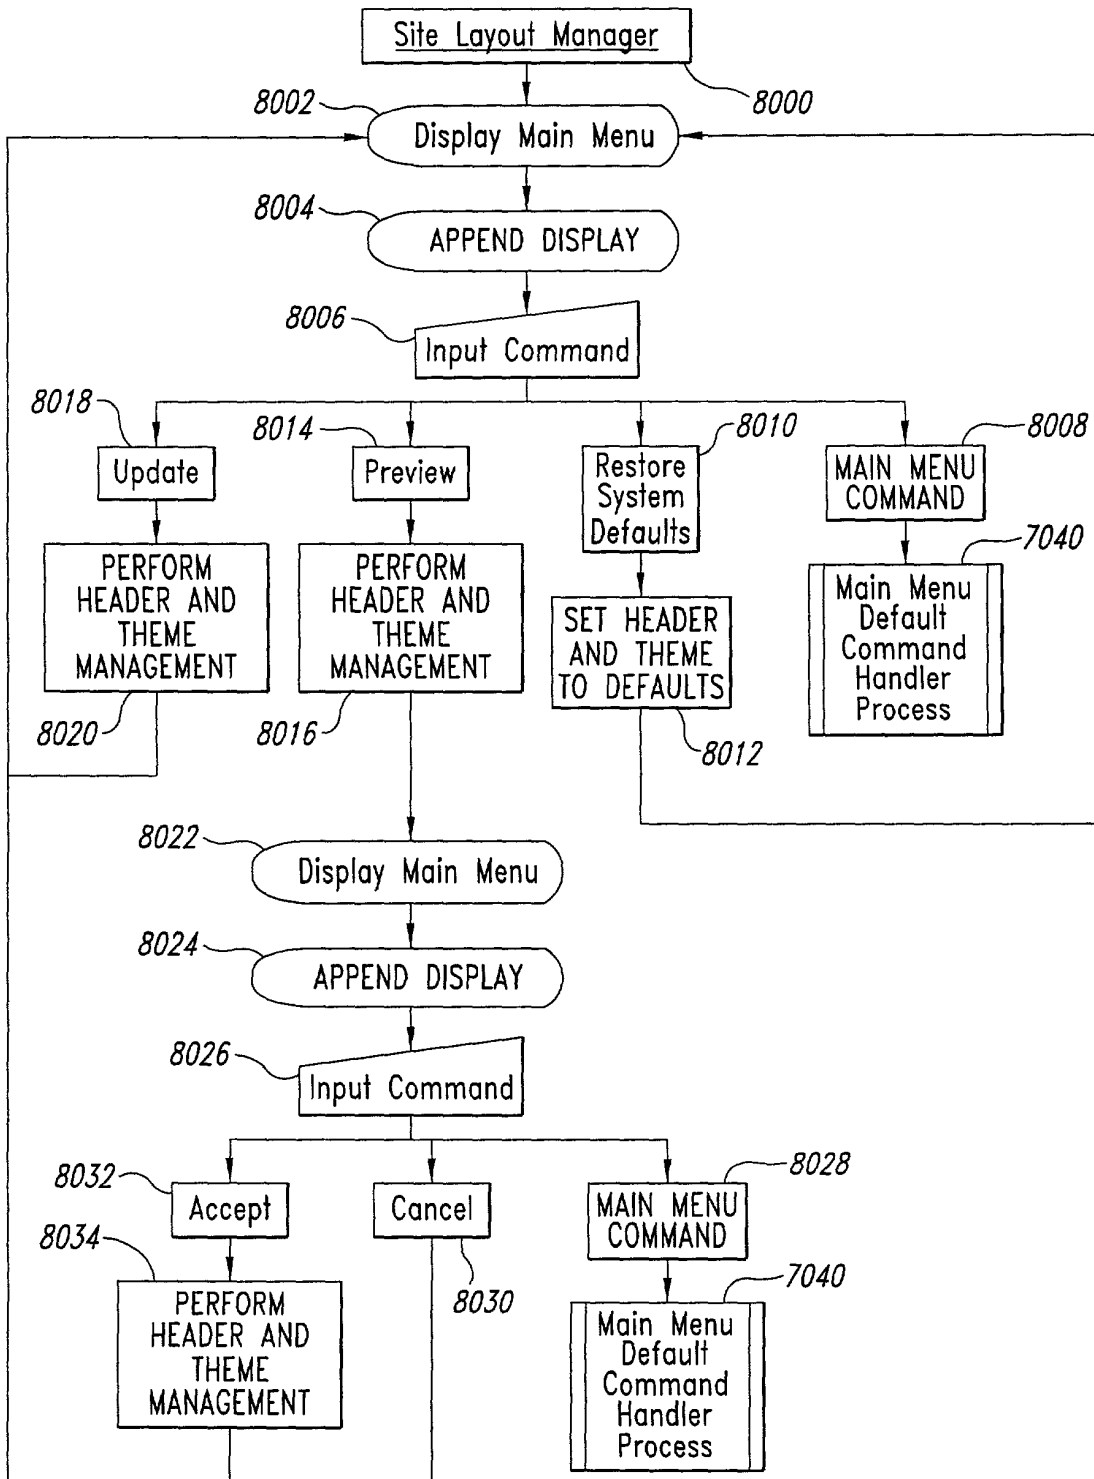 Site Layout Manager
8000
8002
Display Main Menu
8004
APPEND DISPLAY
8006
Input Command
8018
8014
8010
8008
Update
Preview
Restore
System
Defaults
MAIN MENU
COMMAND
7040
PERFORM
HEADER AND
THEME
MANAGEMENT
PERFORM
HEADER AND
THEME
MANAGEMENT
SET HEADER
AND THEME
TO DEFAULTS
Main Menu
Default
Command
Handler
Process
8020
8016
8012
8022
Display Main Menu
8024
APPEND DISPLAY
8026
Input Command
8032
Accept
Cancel
8028
MAIN MENU
COMMAND
8034
8030
7040
PERFORM
HEADER AND
THEME
MANAGEMENT
Main Menu
Default
Command
Handler
Process